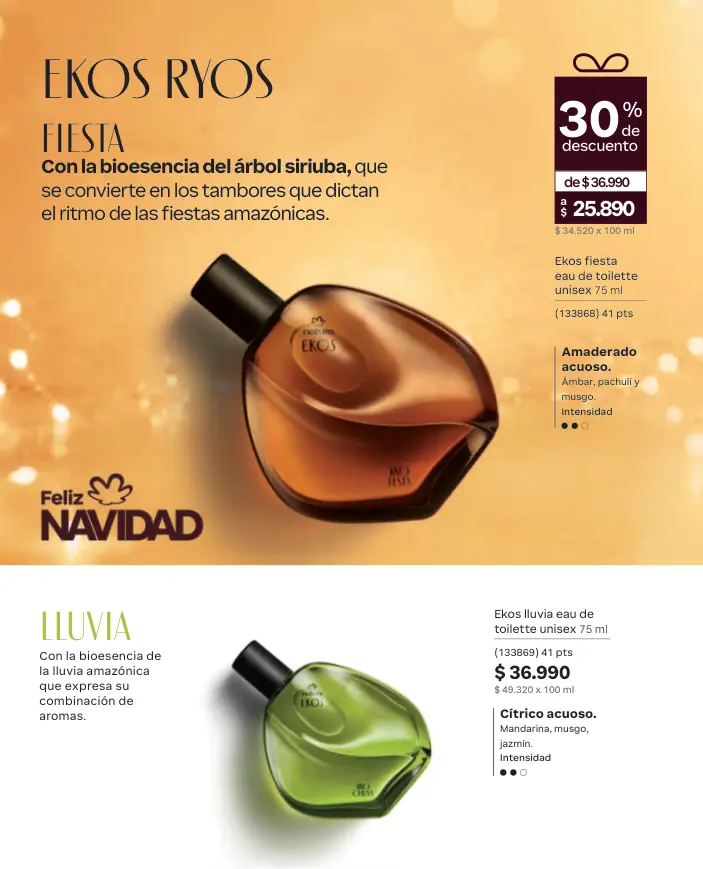 EKOS RYOS
FIESTA
Con la bioesencia del árbol siriuba, que
se convierte en los tambores que dictan
el ritmo de las fiestas amazónicas.
30%
de
descuento
de $ 36.990
a
$ 25.890
$ 34.520 x 100 ml
Ekos fiesta
eau de toilette
unisex 75 ml
(133868) 41 pts
Amaderado
acuoso.
Ámbar, pachulí y
musgo.
Intensidad
natura
EKOS
RYO
FIESTA
Feliz
NAVIDAD
LLUVIA
Con la bioesencia de
la lluvia amazónica
que expresa su
combinación de
aromas.
natura
EKOS
Ekos lluvia eau de
toilette unisex 75 ml
(133869) 41 pts
$ 36.990
$ 49.320 x 100 ml
Cítrico acuoso.
Mandarina, musgo,
jazmín.
Intensidad